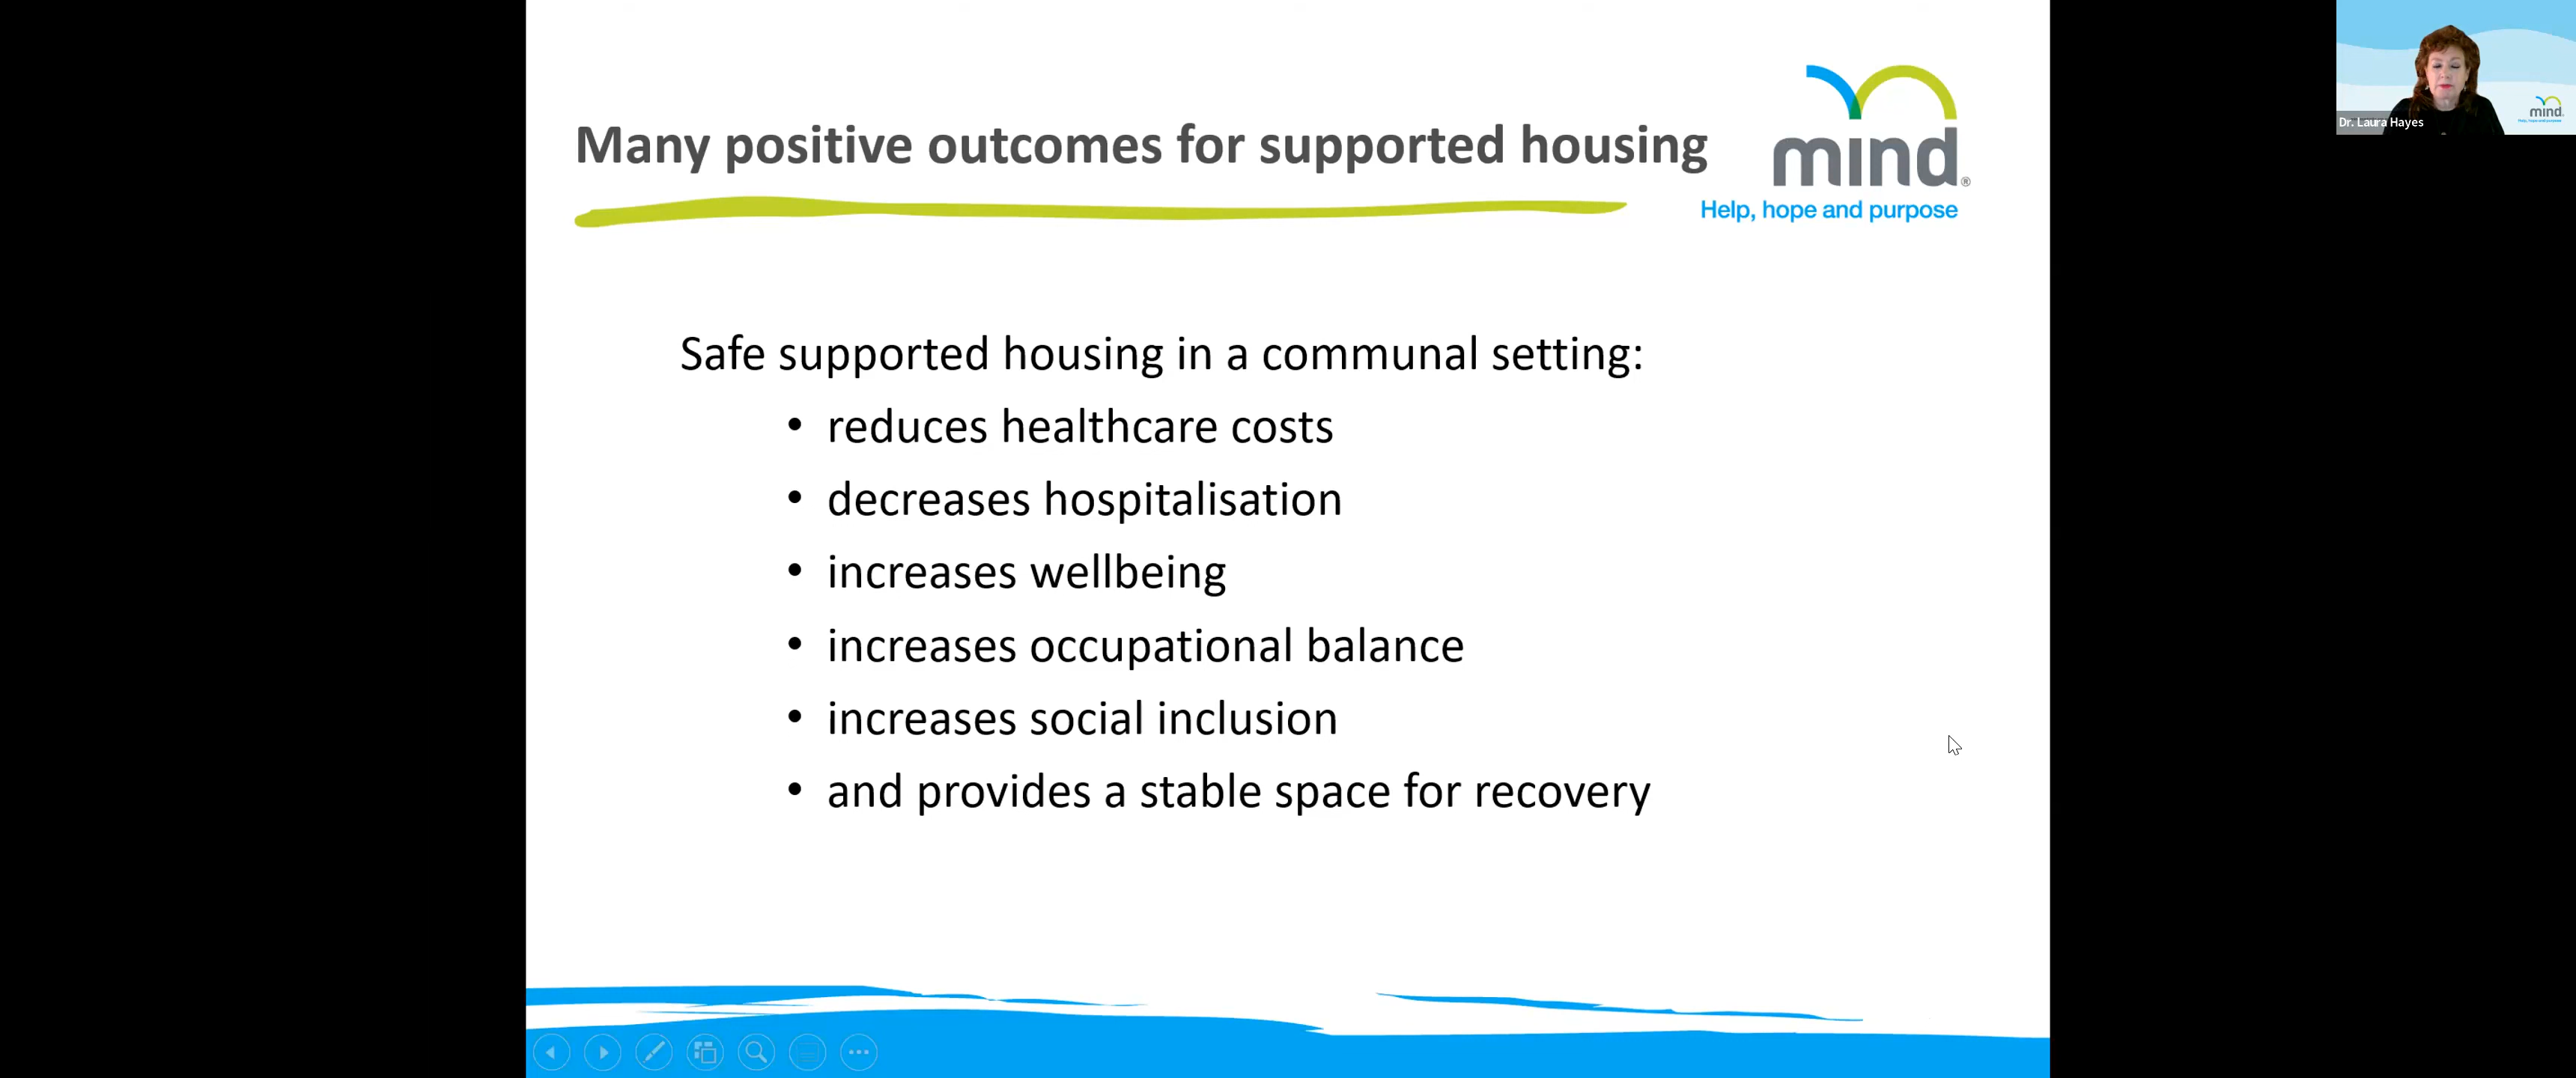 Many positive outcomes for supported housing
mind®
Help, hope and purpose
Safe supported housing in a communal setting:
• reduces healthcare costs
• decreases hospitalisation
• increases wellbeing
• increases occupational balance
• increases social inclusion
• and provides a stable space for recovery
mind
Dr. Laura Hayes